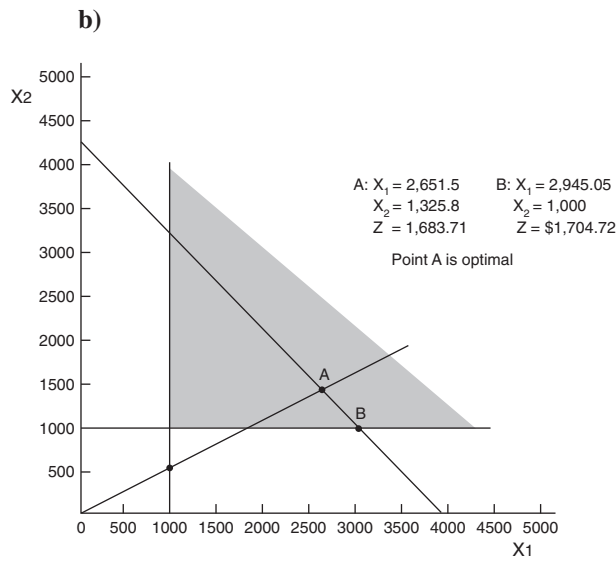 b)
X2
5000
4500
4000
3500
3000
2500
2000
1500
1000
500
A: X₁ = 2,651.5
X₂ = 1,325.8
Z = 1,683.71
B: X₁ = 2,945.05
X₂ = 1,000
Z = $1,704.72
Point A is optimal
A
B
0 500 1000 1500 2000 2500 3000 3500 4000 4500 5000
X1